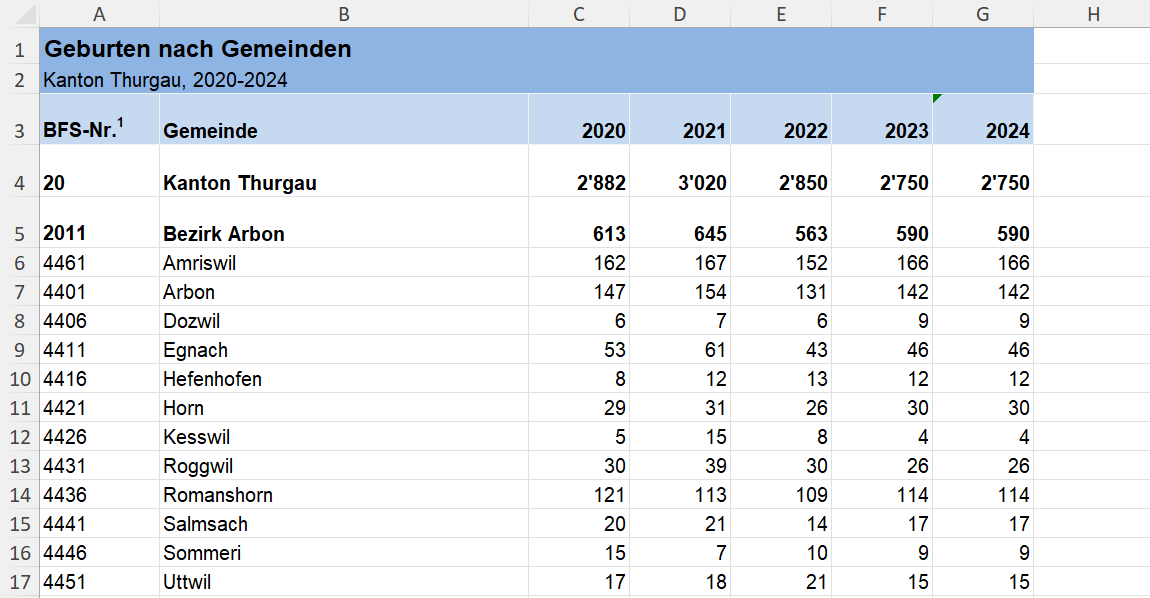 A B C D E F G H
1 Geburten nach Gemeinden
2 Kanton Thurgau, 2020-2024
3 BFS-Nr.¹ Gemeinde 2020 2021 2022 2023 2024
4 20 Kanton Thurgau 2'882 3'020 2'850 2'750 2'750
5 2011 Bezirk Arbon 613 645 563 590 590
6 4461 Amriswil 162 167 152 166 166
7 4401 Arbon 147 154 131 142 142
8 4406 Dozwil 6 7 6 9 9
9 4411 Egnach 53 61 43 46 46
10 4416 Hefenhofen 8 12 13 12 12
11 4421 Horn 29 31 26 30 30
12 4426 Kesswil 5 15 8 4 4
13 4431 Roggwil 30 39 30 26 26
14 4436 Romanshorn 121 113 109 114 114
15 4441 Salmsach 20 21 14 17 17
16 4446 Sommeri 15 7 10 9 9
17 4451 Uttwil 17 18 21 15 15